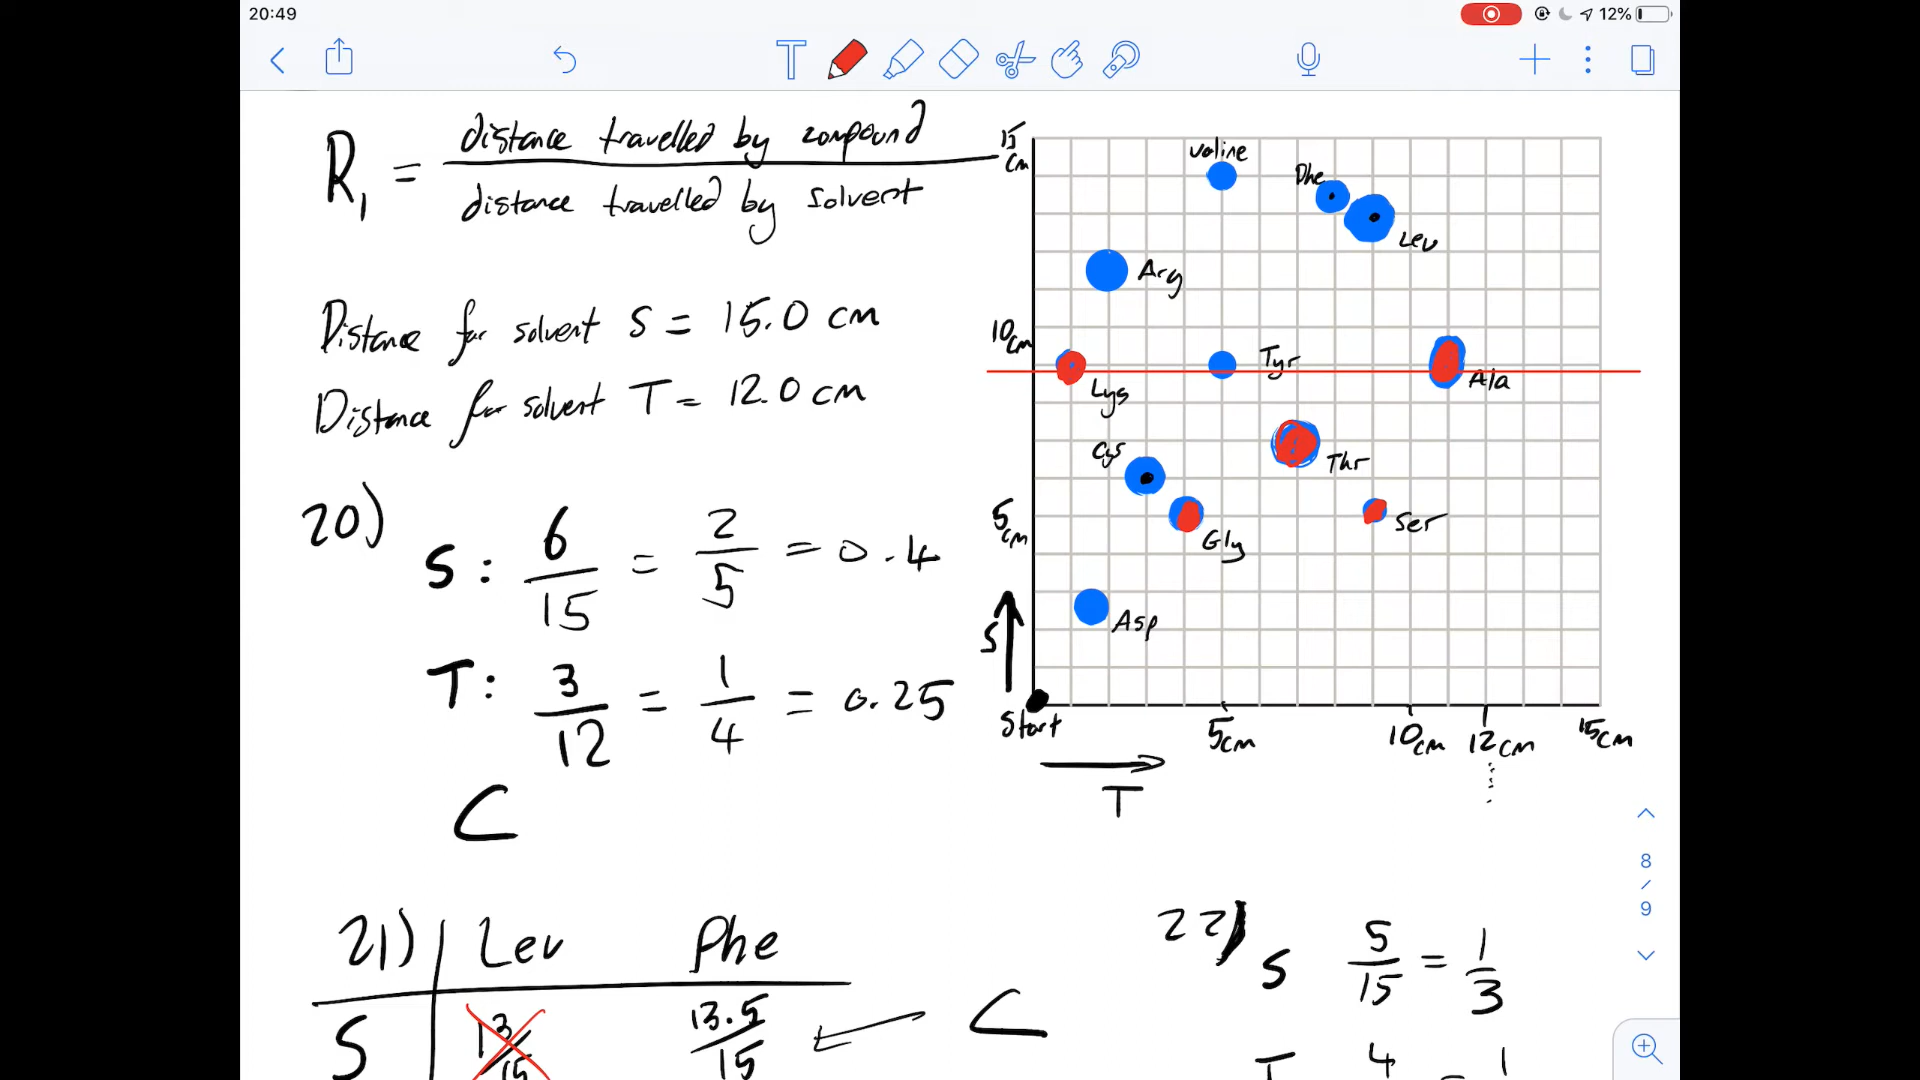 20:49
12%
R1 = distance travelled by compound
distance travelled by solvent
Distance for solvent S = 15.0 cm
Distance for solvent T = 12.0 cm
20)
S: 6/15 = 2/5 = 0.4
T: 3/12 = 1/4 = 0.25
C
15 cm
valine
Phe
Leu
Arg
10cm
Lys
Tyr
Ala
Cys
Thr
5 cm
Gly
Ser
S
Asp
Start
5cm
10cm
12cm
15cm
T
8
/
9
21) Leu Phe
S 13/15 13.5/15
C
22)
S 5/15 = 1/3
T 4 = 1